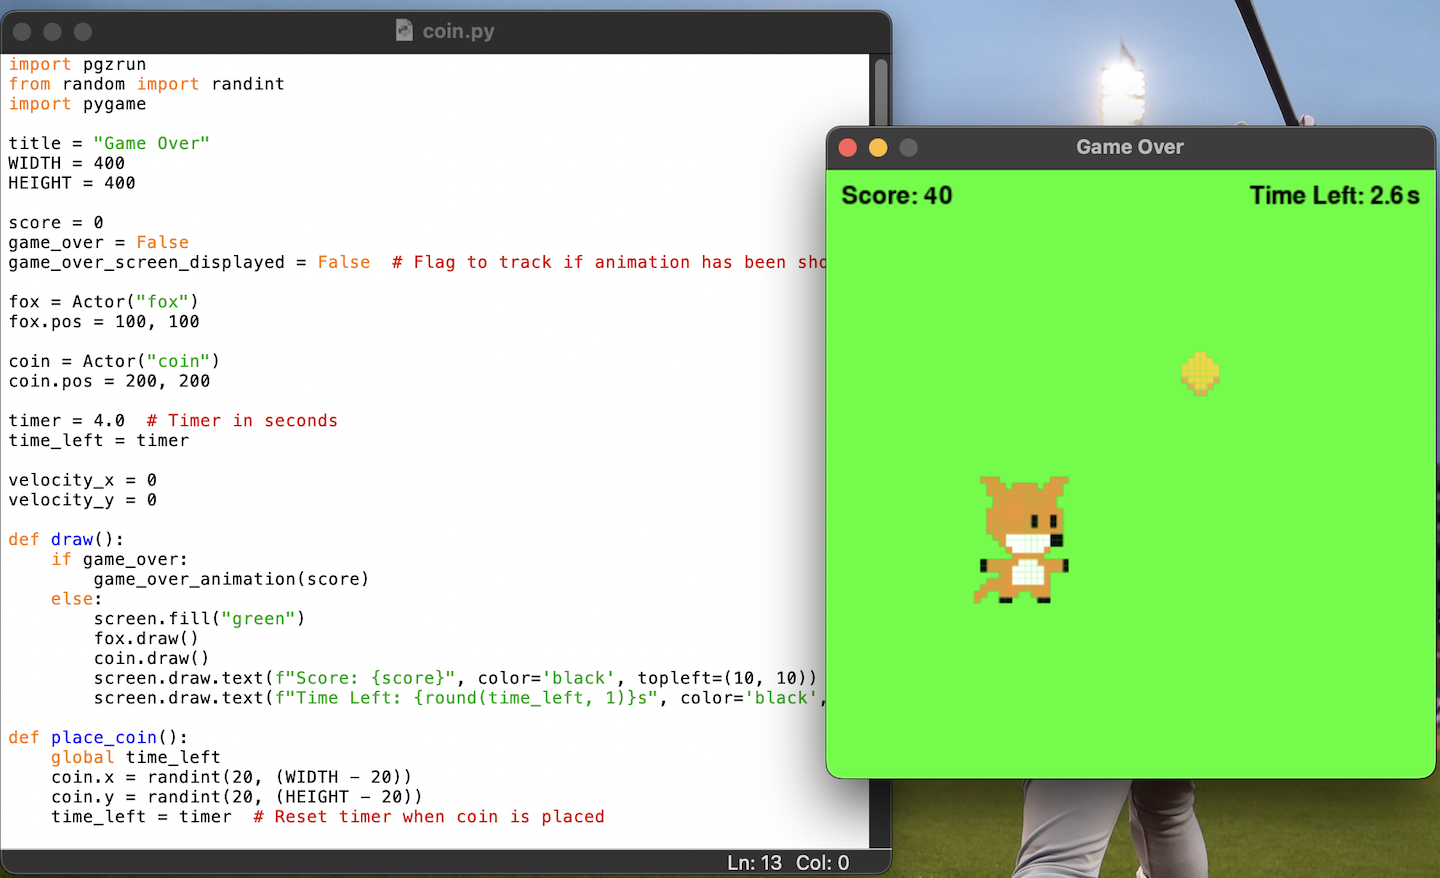 coin.py
import pgzrun
from random import randint
import pygame
title = "Game Over"
WIDTH = 400
HEIGHT = 400
score = 0
game_over = False
game_over_screen_displayed = False  # Flag to track if animation has been sho
fox = Actor("fox")
fox.pos = 100, 100
coin = Actor("coin")
coin.pos = 200, 200
timer = 4.0  # Timer in seconds
time_left = timer
velocity_x = 0
velocity_y = 0
def draw():
    if game_over:
        game_over_animation(score)
    else:
        screen.fill("green")
        fox.draw()
        coin.draw()
        screen.draw.text(f"Score: {score}", color='black', topleft=(10, 10))
        screen.draw.text(f"Time Left: {round(time_left, 1)}s", color='black',
def place_coin():
    global time_left
    coin.x = randint(20, (WIDTH - 20))
    coin.y = randint(20, (HEIGHT - 20))
    time_left = timer  # Reset timer when coin is placed
Ln: 13  Col: 0
Game Over
Score: 40
Time Left: 2.6s